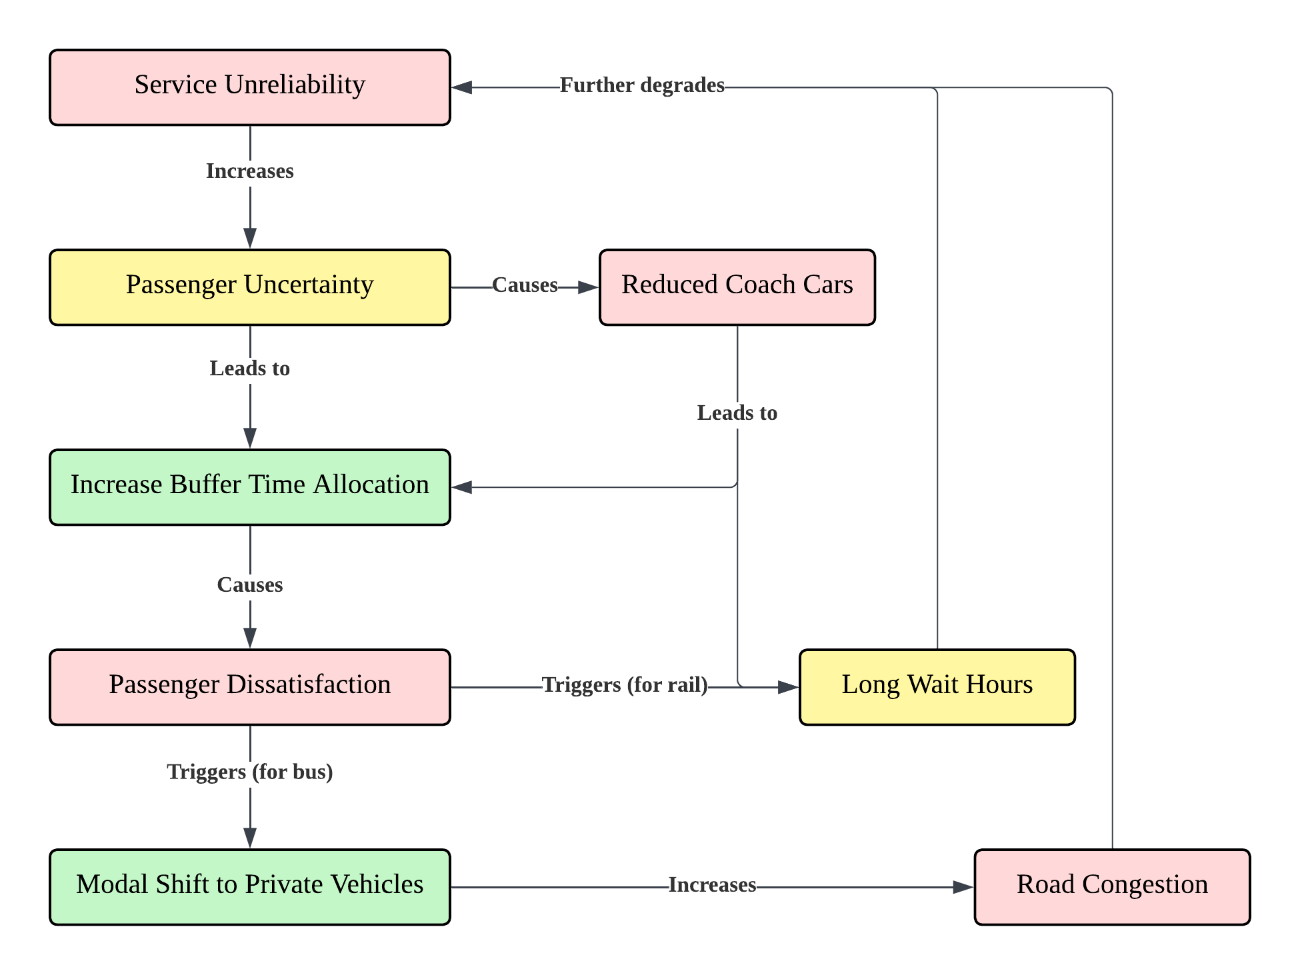 Service Unreliability
Further degrades
Increases
Passenger Uncertainty
Causes
Reduced Coach Cars
Leads to
Leads to
Increase Buffer Time Allocation
Causes
Passenger Dissatisfaction
Triggers (for rail)
Long Wait Hours
Triggers (for bus)
Modal Shift to Private Vehicles
Increases
Road Congestion